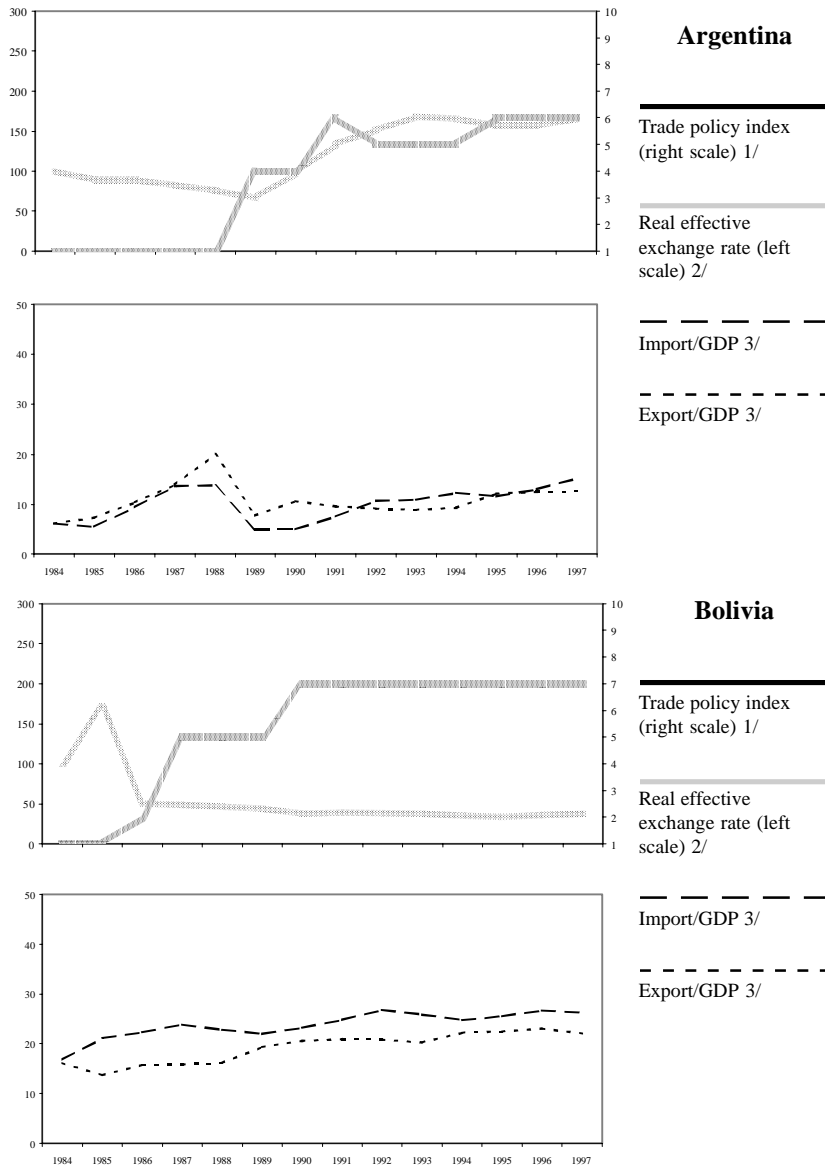 Argentina
300
250
200
150
100
50
0
10
9
8
7
6
5
4
3
2
1
Trade policy index
(right scale) 1/
Real effective
exchange rate (left
scale) 2/
Import/GDP 3/
Export/GDP 3/
50
40
30
20
10
0
1984 1985 1986 1987 1988 1989 1990 1991 1992 1993 1994 1995 1996 1997
Bolivia
300
250
200
150
100
50
0
10
9
8
7
6
5
4
3
2
1
Trade policy index
(right scale) 1/
Real effective
exchange rate (left
scale) 2/
Import/GDP 3/
Export/GDP 3/
50
40
30
20
10
0
1984 1985 1986 1987 1988 1989 1990 1991 1992 1993 1994 1995 1996 1997